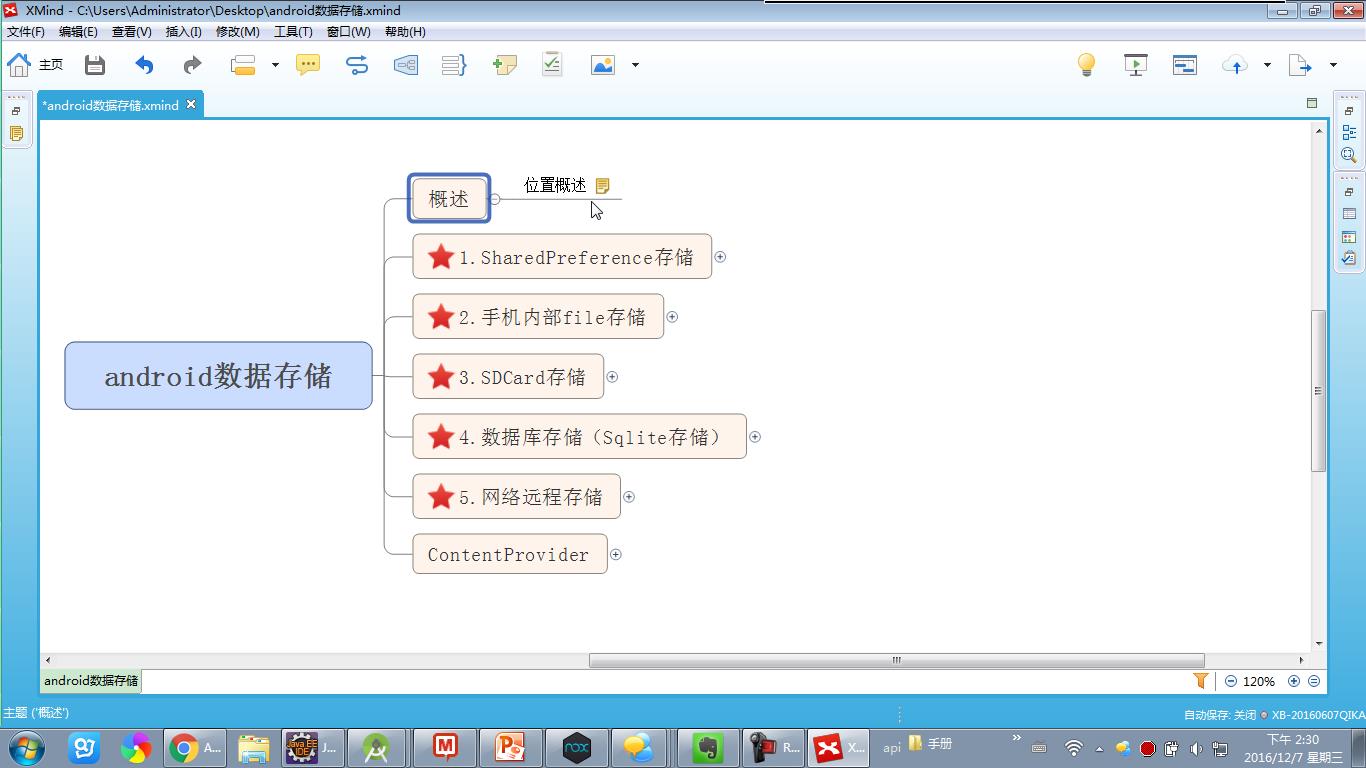 XMind - C:\Users\Administrator\Desktop\android数据存储.xmind
文件(F) 编辑(E) 查看(V) 插入(I) 修改(M) 工具(T) 窗口(W) 帮助(H)
主页
*android数据存储.xmind
概述
位置概述
1.SharedPreference存储
2.手机内部file存储
3.SDCard存储
android数据存储
4.数据库存储（Sqlite存储）
5.网络远程存储
ContentProvider
android数据存储
120%
主题 ('概述')
自动保存: 关闭 XB-20160607QIKA
A...
Java EE IDE
J...
nox
R...
X...
api
手册
下午 2:30
2016/12/7 星期三